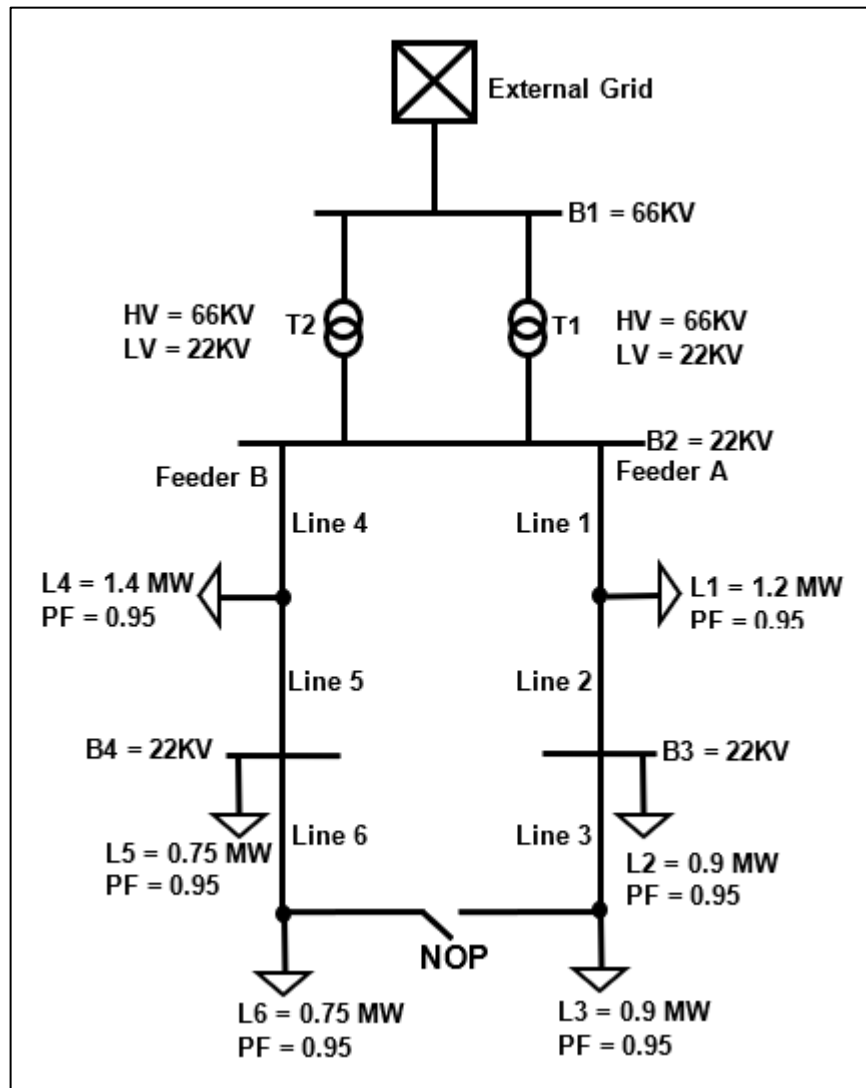 External Grid
B1 = 66KV
HV = 66KV
LV = 22KV
T2
T1
HV = 66KV
LV = 22KV
B2 = 22KV
Feeder B
Feeder A
Line 4
Line 1
L4 = 1.4 MW
PF = 0.95
L1 = 1.2 MW
PF = 0.95
Line 5
Line 2
B4 = 22KV
B3 = 22KV
L5 = 0.75 MW
PF = 0.95
Line 6
Line 3
L2 = 0.9 MW
PF = 0.95
NOP
L6 = 0.75 MW
PF = 0.95
L3 = 0.9 MW
PF = 0.95